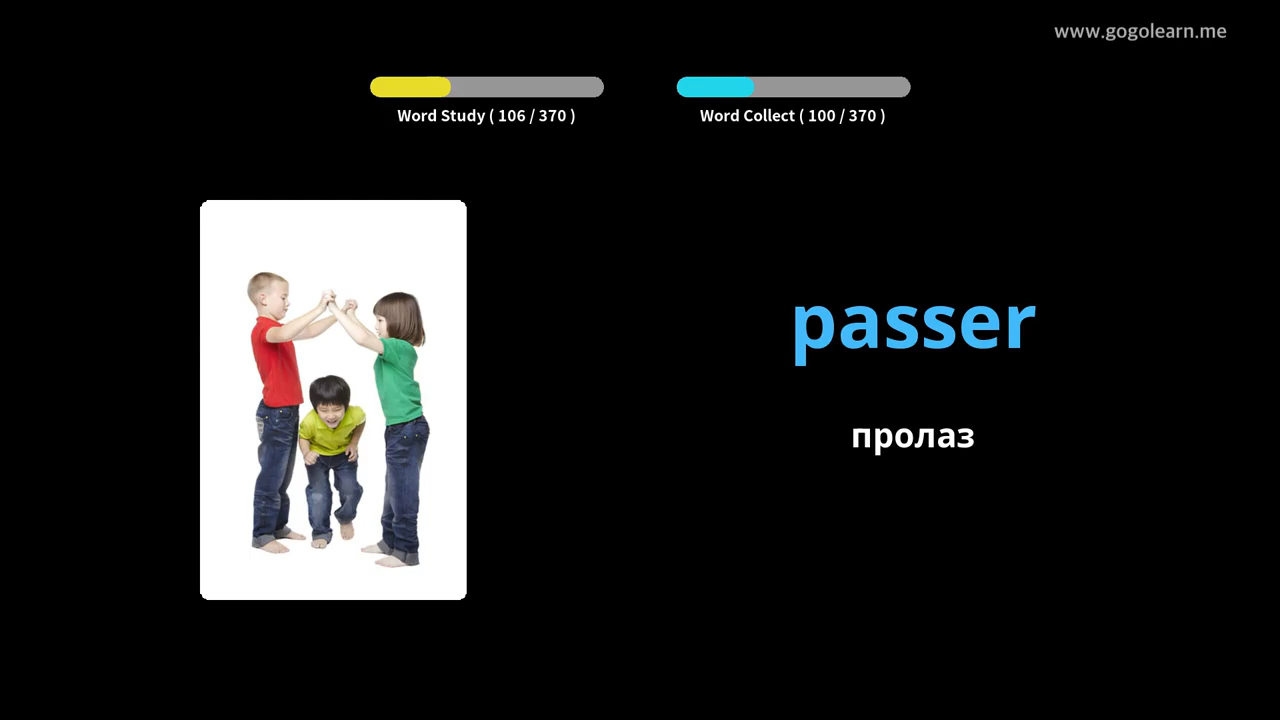 www.gogolearn.me
Word Study ( 106 / 370 )
Word Collect ( 100 / 370 )
passer
пролаз